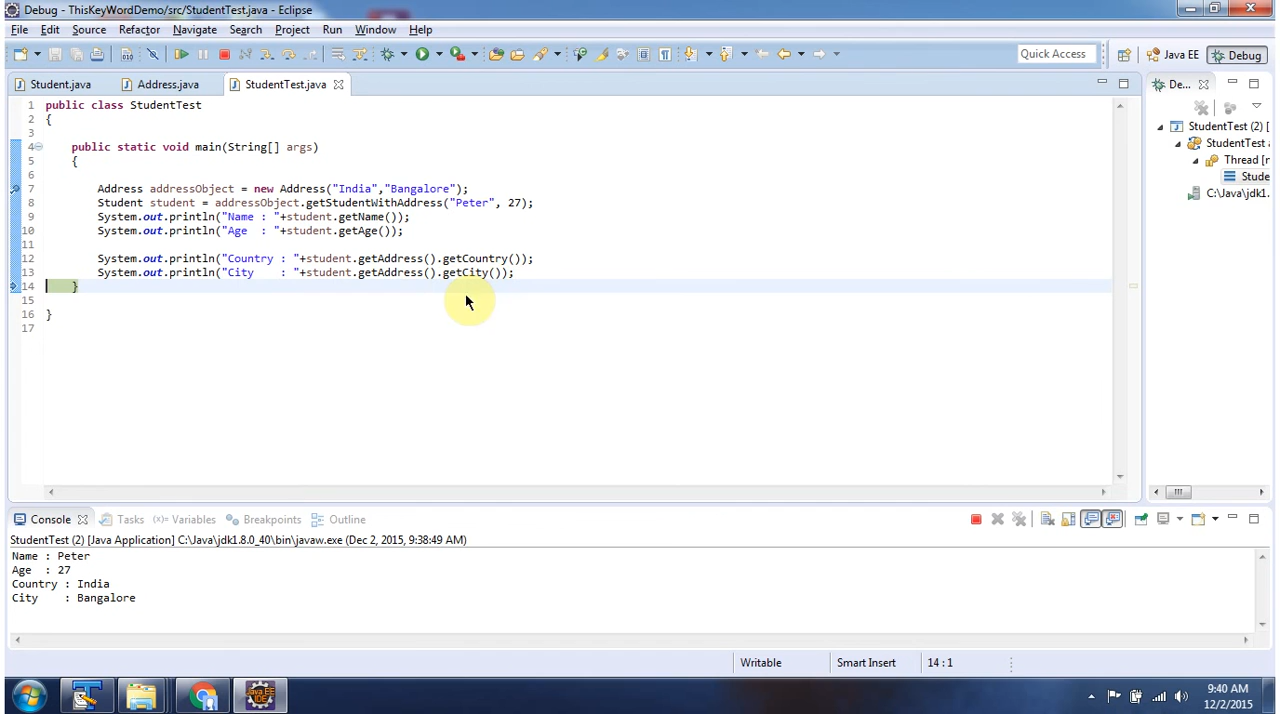 Debug - ThisKeyWordDemo/src/StudentTest.java - Eclipse
File Edit Source Refactor Navigate Search Project Run Window Help
Quick Access Java EE Debug
Student.java Address.java StudentTest.java De...
1 public class StudentTest
2 {
3
4 public static void main(String[] args)
5 {
6
7 Address addressObject = new Address("India","Bangalore");
8 Student student = addressObject.getStudentWithAddress("Peter", 27);
9 System.out.println("Name : "+student.getName());
10 System.out.println("Age  : "+student.getAge());
11
12 System.out.println("Country : "+student.getAddress().getCountry());
13 System.out.println("City    : "+student.getAddress().getCity());
14 }
15
16 }
17
StudentTest (2) [
StudentTest a
Thread [
Stude
C:\Java\jdk1.
Console Tasks (x)= Variables Breakpoints Outline
StudentTest (2) [Java Application] C:\Java\jdk1.8.0_40\bin\javaw.exe (Dec 2, 2015, 9:38:49 AM)
Name : Peter
Age  : 27
Country : India
City    : Bangalore
Writable Smart Insert 14 : 1
Java EE IDE
9:40 AM
12/2/2015